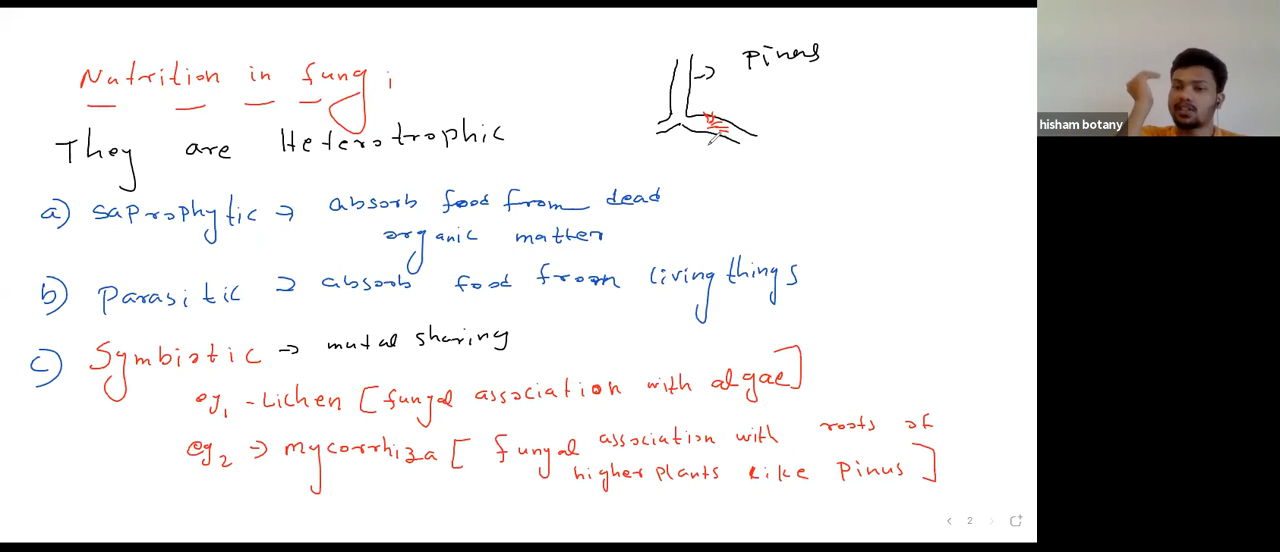 Nutrition in fungi
Pinus
hisham botany
They are Heterotrophic
a) saprophytic → absorb food from dead
organic matter
b) Parasitic → absorb food from living things
c) Symbiotic → mutal sharing
eg1 - Lichen [fungal association with algae]
eg2 → mycorrhiza [fungal association with roots of
higher plants like pinus]
2